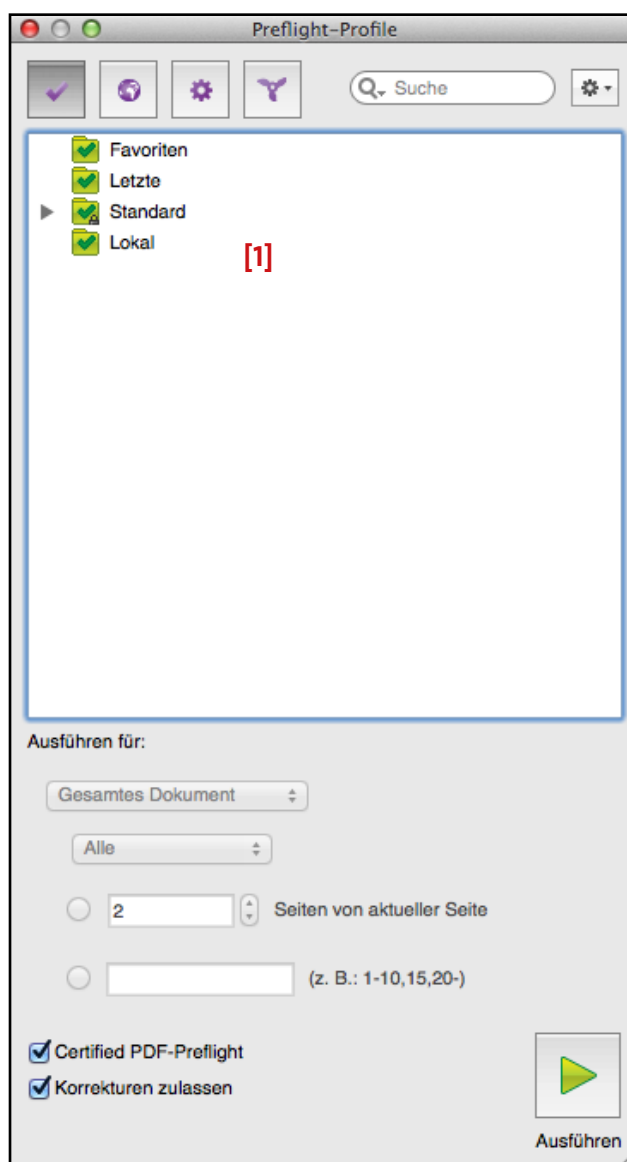 Preflight-Profile
Suche
Favoriten
Letzte
Standard
Lokal
[1]
Ausführen für:
Gesamtes Dokument
Alle
2 Seiten von aktueller Seite
(z. B.: 1-10,15,20-)
Certified PDF-Preflight
Korrekturen zulassen
Ausführen